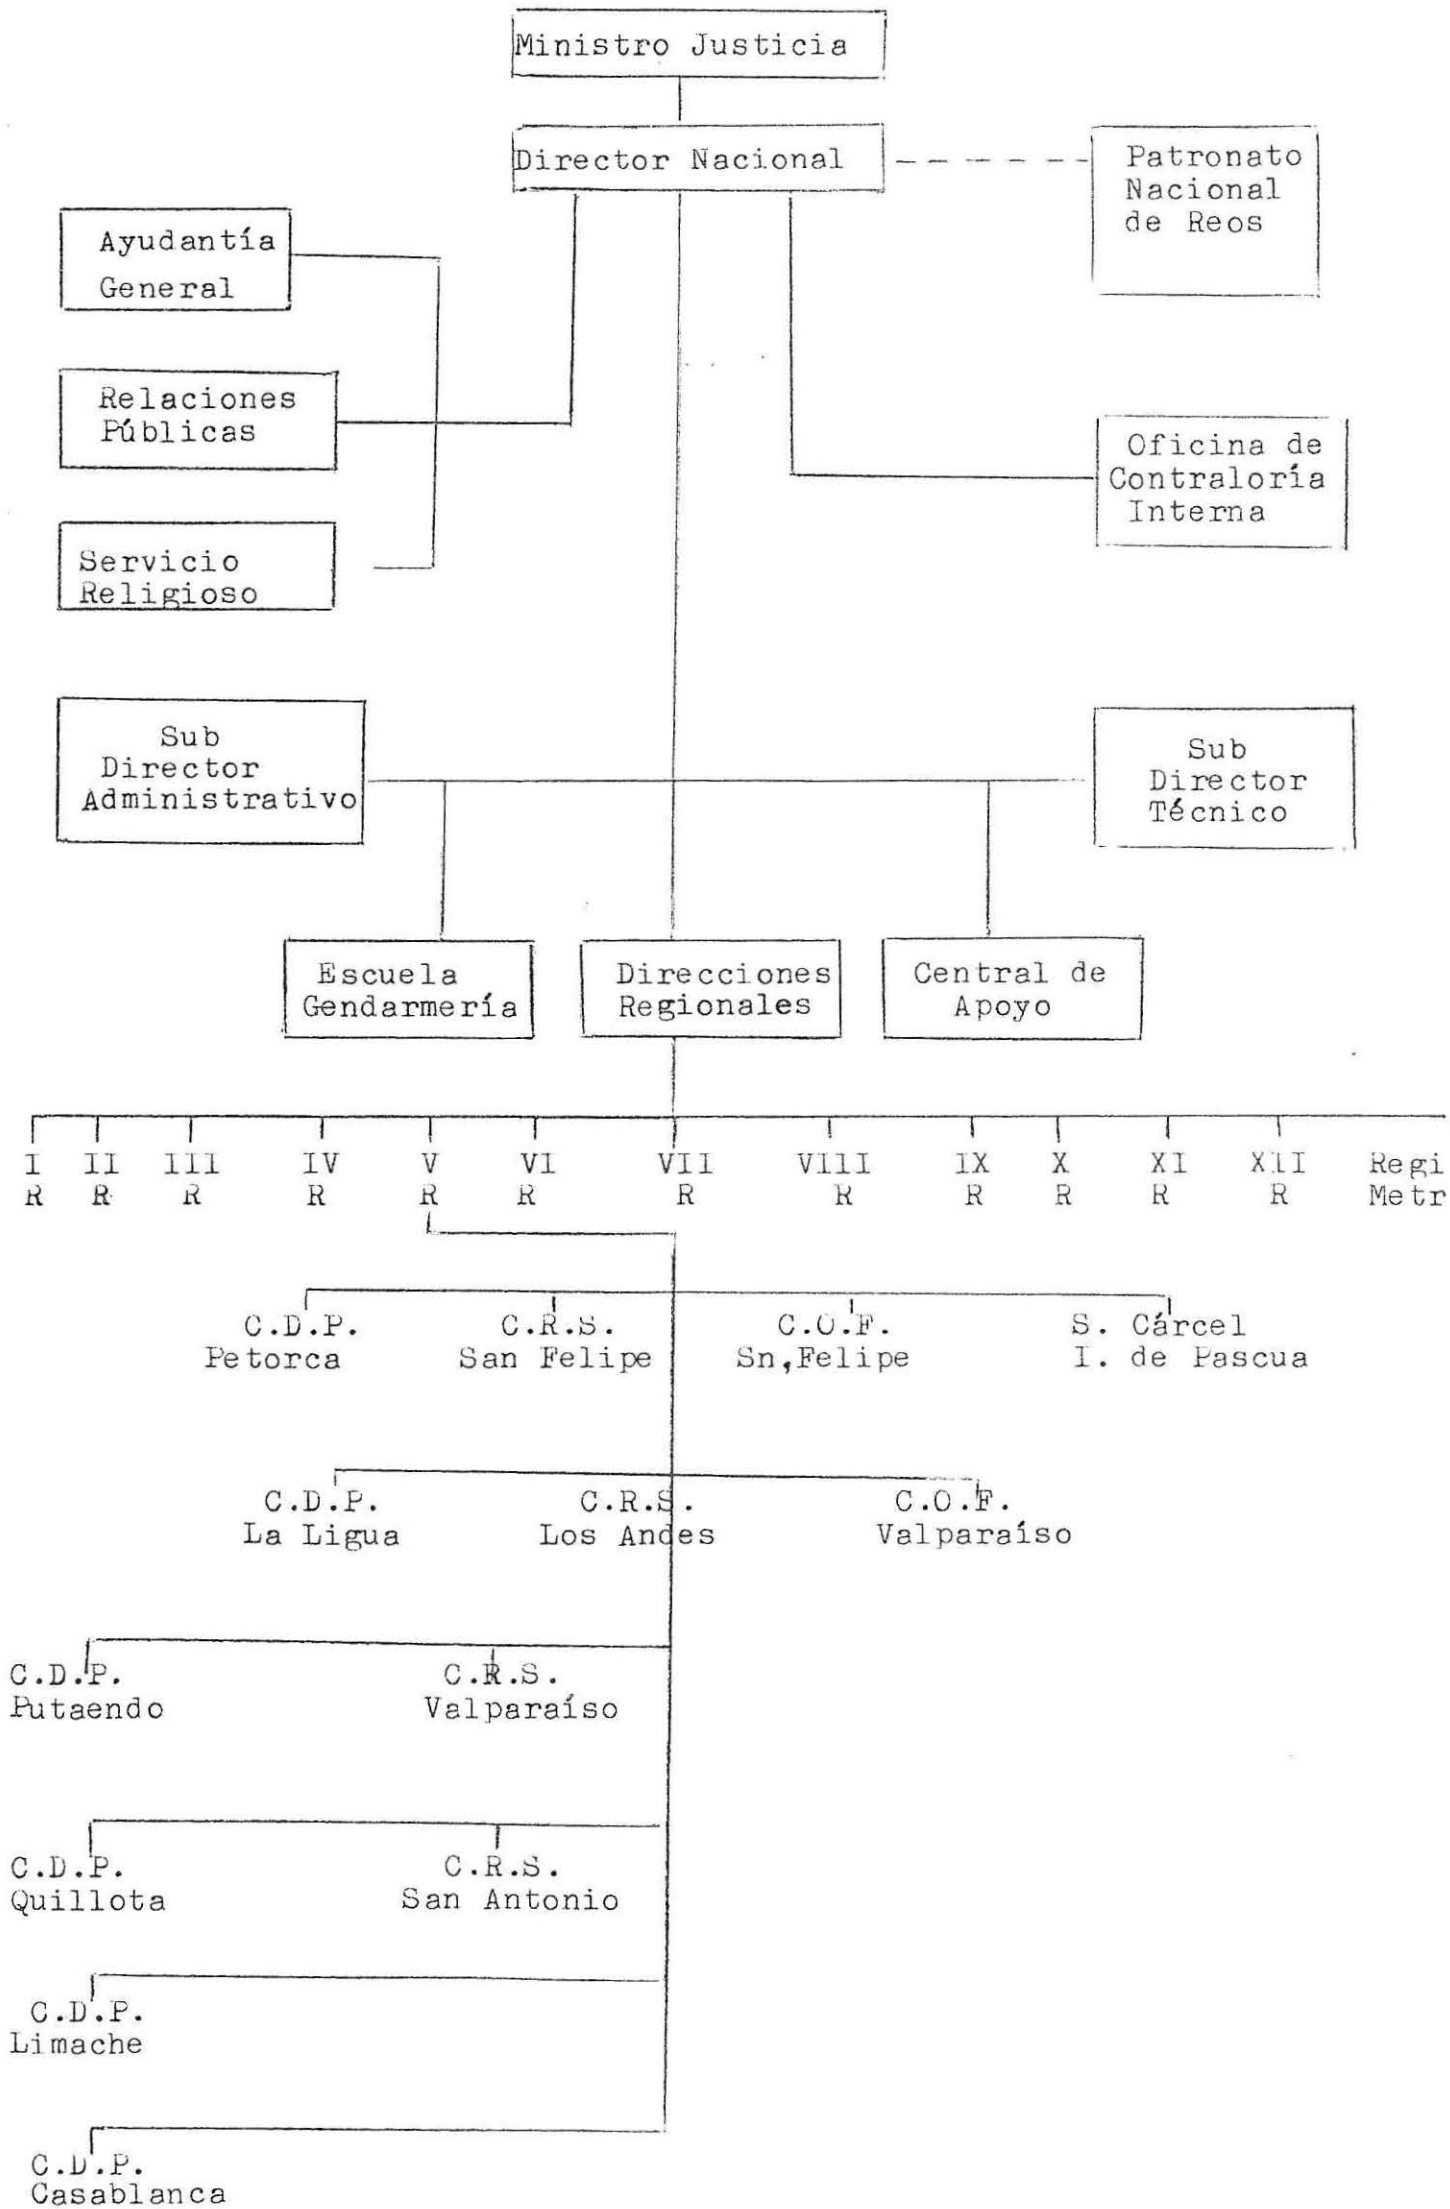 Ministro Justicia
Director Nacional
Patronato
Nacional
de Reos
Ayudantía
General
Relaciones
Públicas
Oficina de
Contraloría
Interna
Servicio
Religioso
Sub
Director
Administrativo
Sub
Director
Técnico
Escuela
Gendarmería
Direcciones
Regionales
Central de
Apoyo
I II III IV V VI VII VIII IX X XI XII Regi
R R R R R R R R R R R R Metr
C.D.P. C.R.S. C.O.F. S. Cárcel
Petorca San Felipe Sn,Felipe I. de Pascua
C.D.P. C.R.S. C.O.F.
La Ligua Los Andes Valparaíso
C.D.P. C.R.S.
Putaendo Valparaíso
C.D.P. C.R.S.
Quillota San Antonio
C.D.P.
Limache
C.D.P.
Casablanca